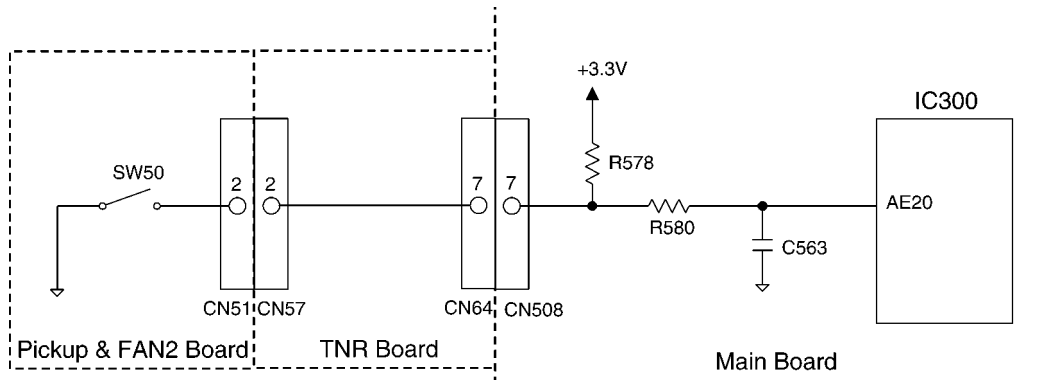 +3.3V
IC300
R578
SW50
2
2
7
7
AE20
R580
C563
CN51
CN57
CN64
CN508
Pickup & FAN2 Board
TNR Board
Main Board